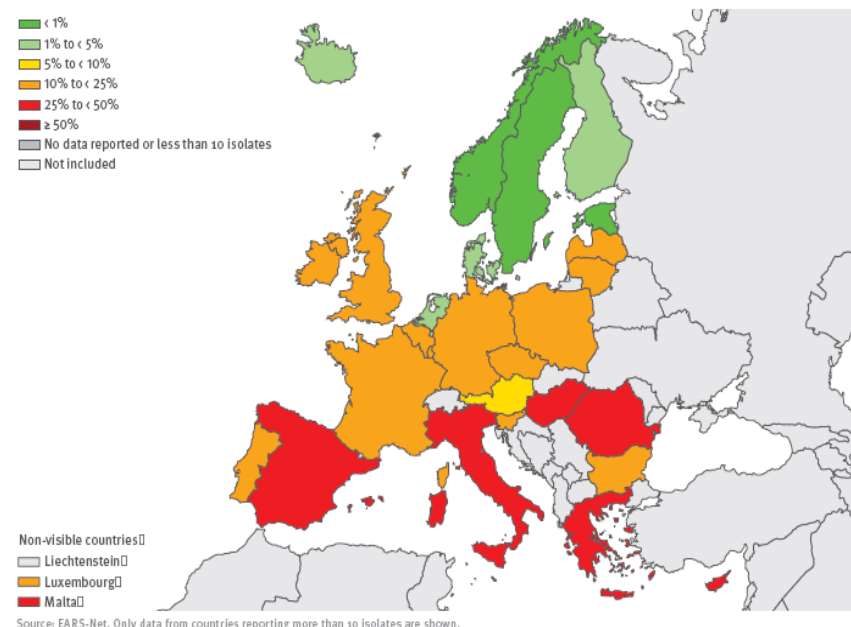 < 1%
1% to < 5%
5% to < 10%
10% to < 25%
25% to < 50%
≥ 50%
No data reported or less than 10 isolates
Not included
Non-visible countries▯
Liechtenstein▯
Luxembourg▯
Malta▯
Source: EARS-Net. Only data from countries reporting more than 10 isolates are shown.